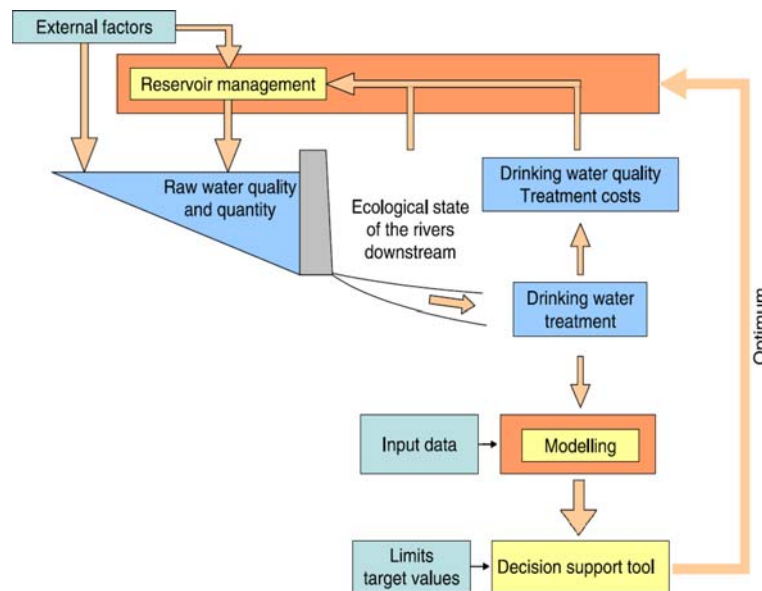 External factors
Reservoir management
Raw water quality
and quantity
Ecological state
of the rivers
downstream
Drinking water quality
Treatment costs
Drinking water
treatment
Optimum
Input data
Modelling
Limits
target values
Decision support tool